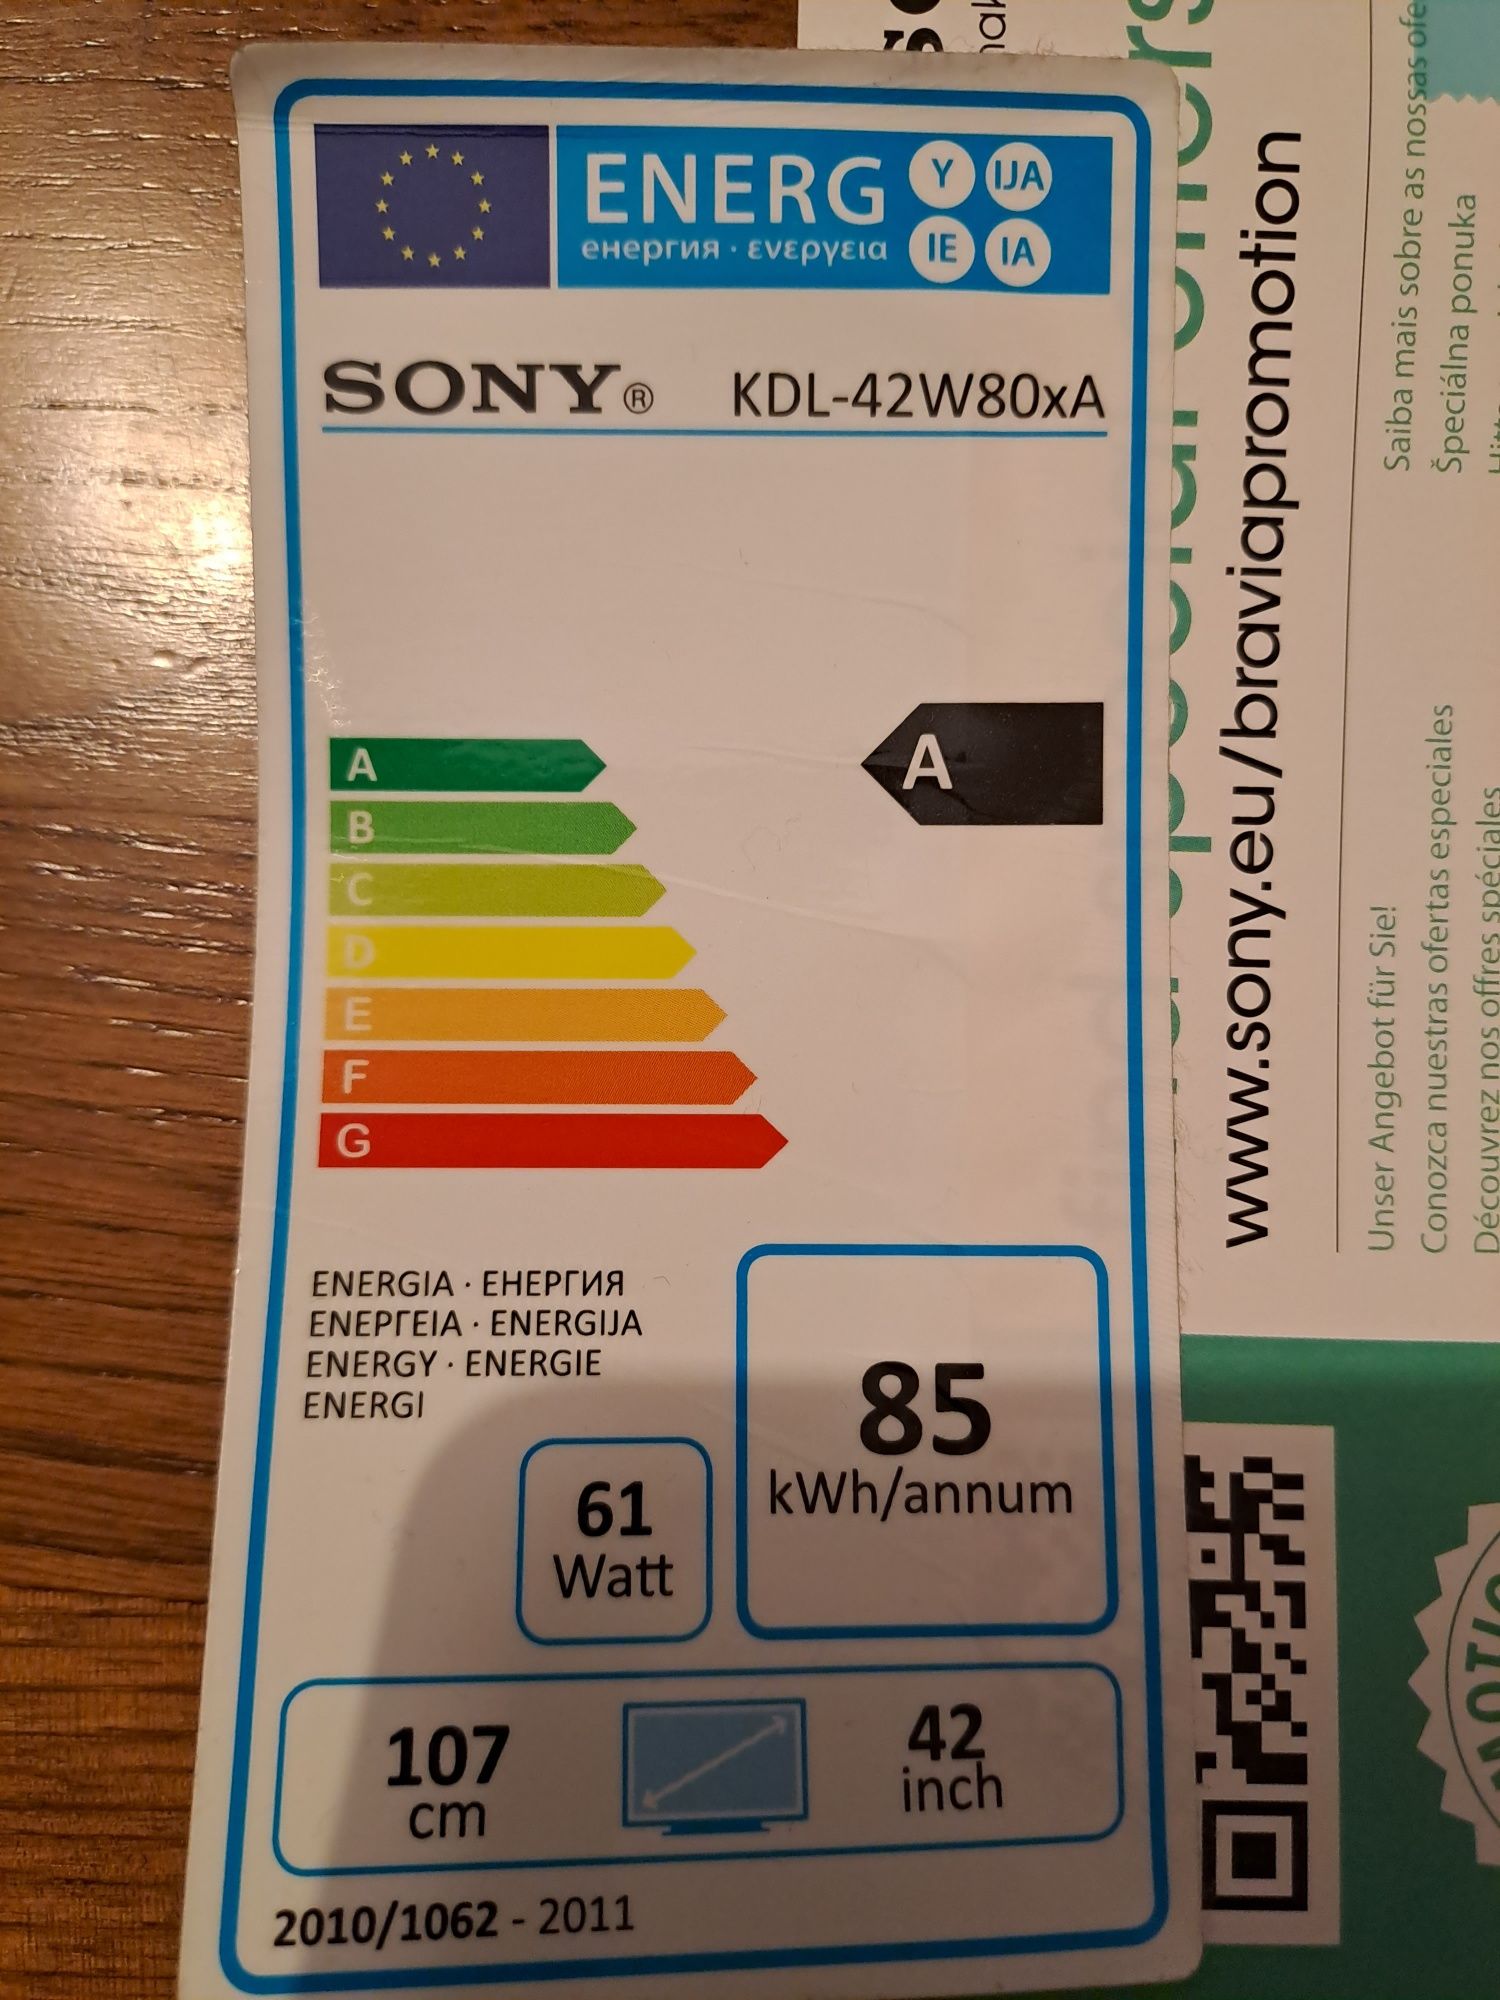 ENERG Y IJA
енергия · ενεργεια IE IA
SONY® KDL-42W80xA
A
A
B
C
D
E
F
G
ENERGIA · ЕНЕРГИЯ
ΕΝΕΡΓΕΙΑ · ENERGIJA
ENERGY · ENERGIE
ENERGI
85
kWh/annum
61
Watt
107
cm
42
inch
2010/1062 - 2011
www.sony.eu/braviapromotion
Unser Angebot für Sie!
Conozca nuestras ofertas especiales
Découvrez nos offres spéciales
Saiba mais sobre as nossas ofe
Špeciálna ponuka